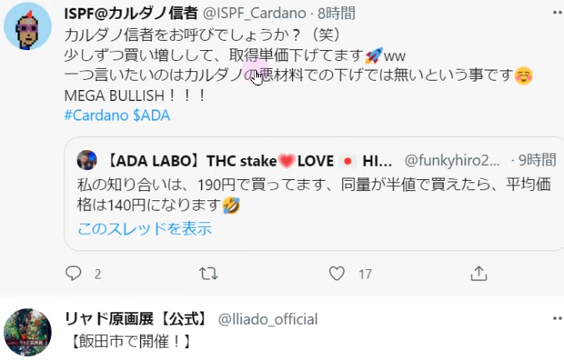 ISPF@カルダノ信者 @ISPF_Cardano・8時間
カルダノ信者をお呼びでしょうか？（笑）
少しずつ買い増しして、取得単価下げてます🚀ww
一つ言いたいのはカルダノの悪材料での下げでは無いという事です☺️
MEGA BULLISH！！！
#Cardano $ADA
【ADA LABO】THC stake❤️LOVE 🇯🇵 HI... @funkyhiro2...・9時間
私の知り合いは、190円で買ってます、同量が半値で買えたら、平均価
格は140円になります🤣
このスレッドを表示
2
17
リャド原画展【公式】 @lliado_official
【飯田市で開催！】